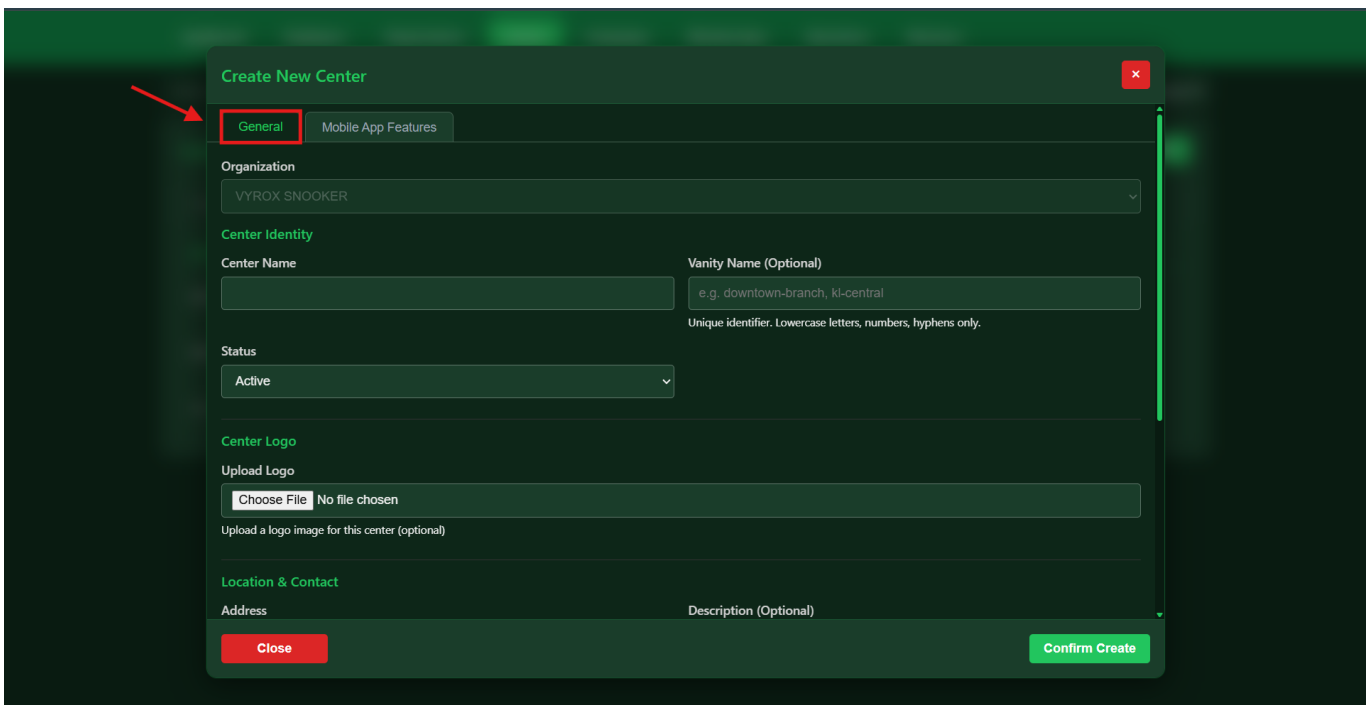 Create New Center
×
General
Mobile App Features
Organization
VYROX SNOOKER
Center Identity
Center Name
Vanity Name (Optional)
e.g. downtown-branch, kl-central
Unique identifier. Lowercase letters, numbers, hyphens only.
Status
Active
Center Logo
Upload Logo
Choose File No file chosen
Upload a logo image for this center (optional)
Location & Contact
Address
Description (Optional)
Close
Confirm Create